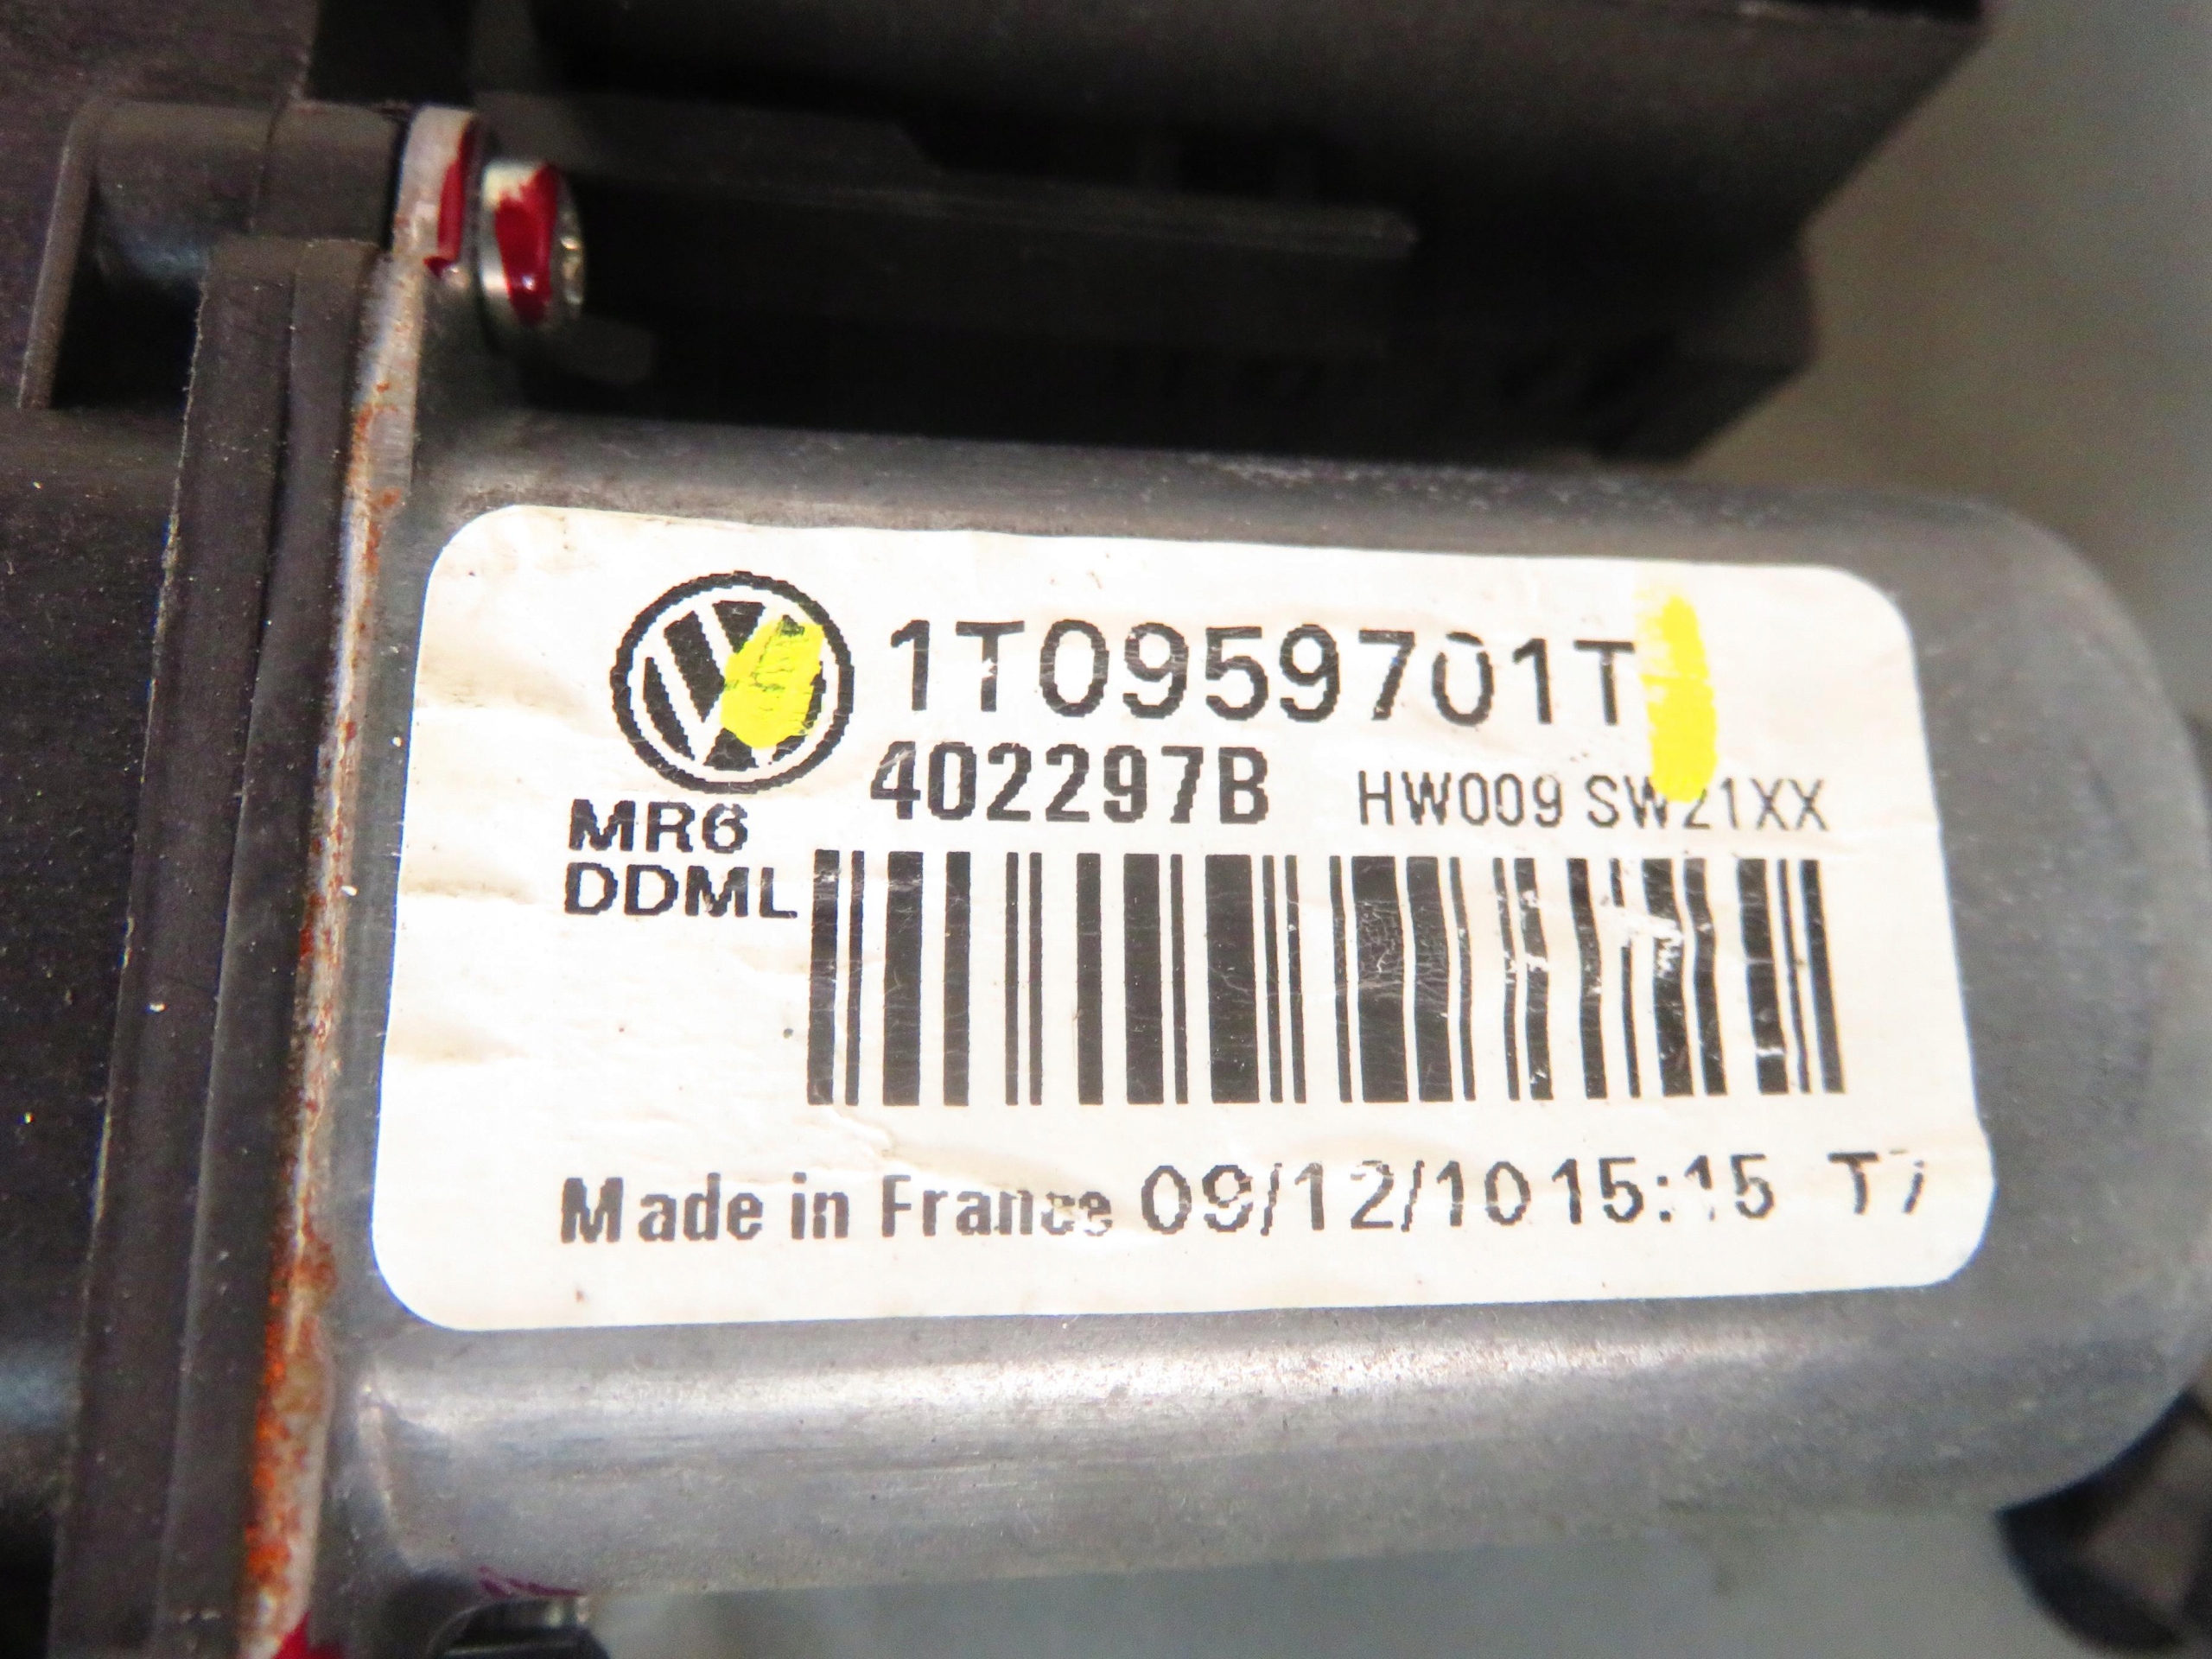 1T0959701T
402297B HW009 SW21XX
MR6
DDML
Made in France 09/12/10 15:15 T7